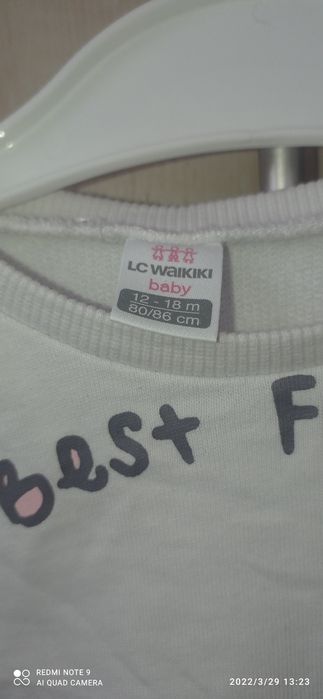 LC WAIKIKI
baby
12 - 18 m
80/86 cm
Best F
REDMI NOTE 9
AI QUAD CAMERA
2022/3/29 13:23